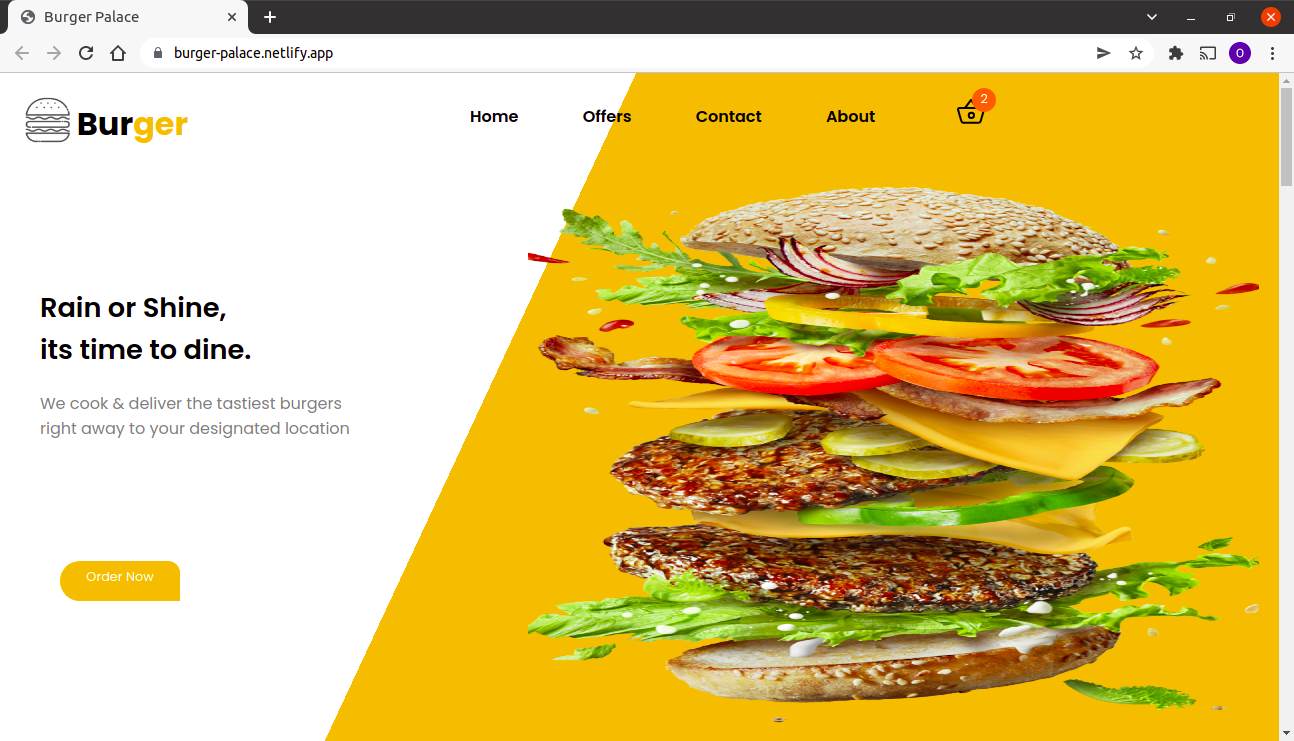 Burger Palace
burger-palace.netlify.app
O
Burger
Home
Offers
Contact
About
2
Rain or Shine,
its time to dine.
We cook & deliver the tastiest burgers
right away to your designated location
Order Now